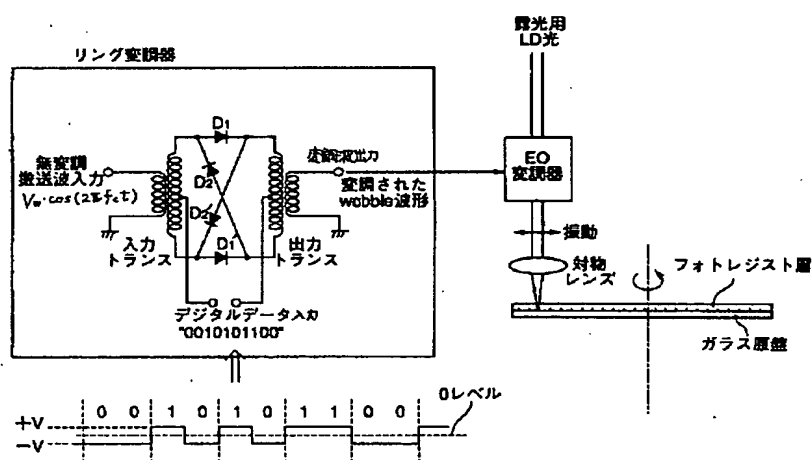 リング変調器
露光用
LD光
D1
D2
D2
D1
無変調
搬送波入力
Vw・cos(2πfct)
変調された
wobble波形
EO
変調器
振動
入力
トランス
出力
トランス
対物
レンズ
フォトレジスト層
ガラス原盤
デジタルデータ入力
"0010101100"
0レベル
0 0 1 0 1 0 1 1 0 0
+V
−V